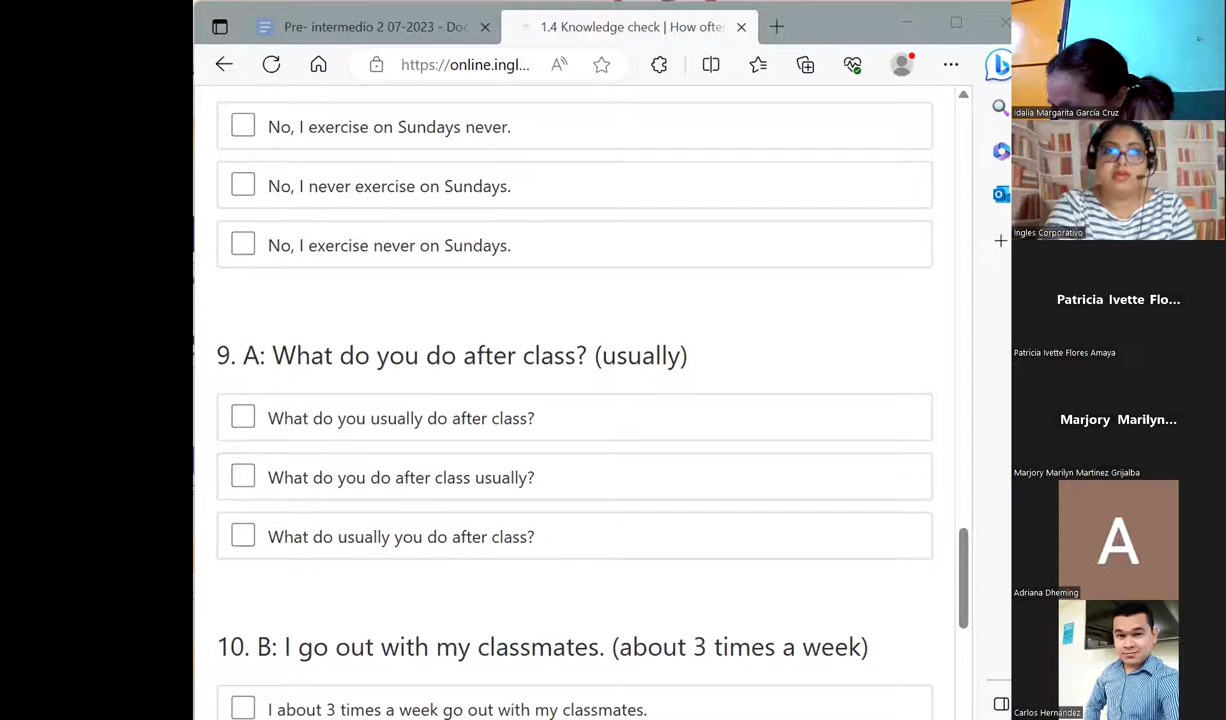 Pre- intermedio 2 07-2023 - Doc
1.4 Knowledge check | How ofte
https://online.ingl...
No, I exercise on Sundays never.
No, I never exercise on Sundays.
No, I exercise never on Sundays.
9. A: What do you do after class? (usually)
What do you usually do after class?
What do you do after class usually?
What do usually you do after class?
10. B: I go out with my classmates. (about 3 times a week)
I about 3 times a week go out with my classmates.
Idalia Margarita García Cruz
Ingles Corporativo
Patricia Ivette Flo...
Patricia Ivette Flores Amaya
Marjory Marilyn...
Marjory Marilyn Martinez Grijalba
A
Adriana Dheming
Carlos Hernández